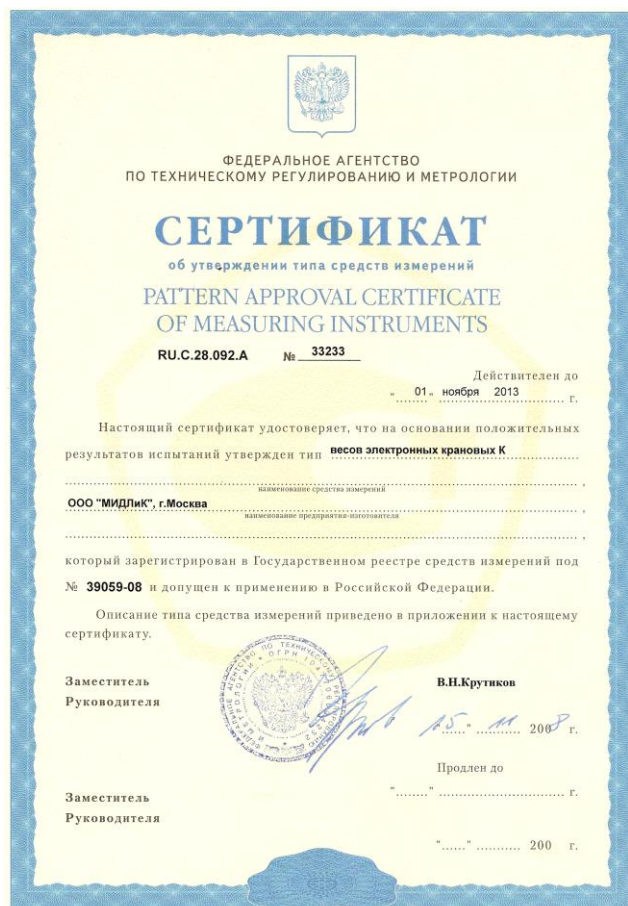 ФЕДЕРАЛЬНОЕ АГЕНТСТВО
ПО ТЕХНИЧЕСКОМУ РЕГУЛИРОВАНИЮ И МЕТРОЛОГИИ
СЕРТИФИКАТ
об утверждении типа средств измерений
PATTERN APPROVAL CERTIFICATE
OF MEASURING INSTRUMENTS
RU.C.28.092.A № 33233
Действителен до
" 01 " ноября 2013 г.
Настоящий сертификат удостоверяет, что на основании положительных
результатов испытаний утвержден тип весов электронных крановых К
наименование средства измерений
ООО "МИДЛиК", г.Москва
наименование предприятия-изготовителя
который зарегистрирован в Государственном реестре средств измерений под
№ 39059-08 и допущен к применению в Российской Федерации.
Описание типа средства измерений приведено в приложении к настоящему
сертификату.
Заместитель
Руководителя
В.Н.Крутиков
"15" 11 2008 г.
Продлен до
"........" ........................ г.
Заместитель
Руководителя
"......" .......... 200 г.